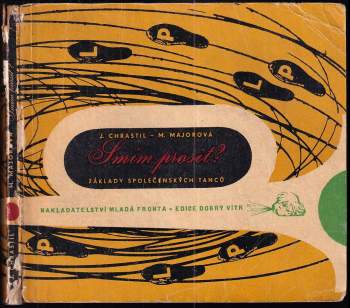 L
P
L
P
J. CHRASTIL – M. MAJOROVÁ
Smím prosit?
ZÁKLADY SPOLEČENSKÝCH TANCŮ
NAKLADATELSTVÍ MLADÁ FRONTA • EDICE DOBRÝ VÍTR
P
L
P
L